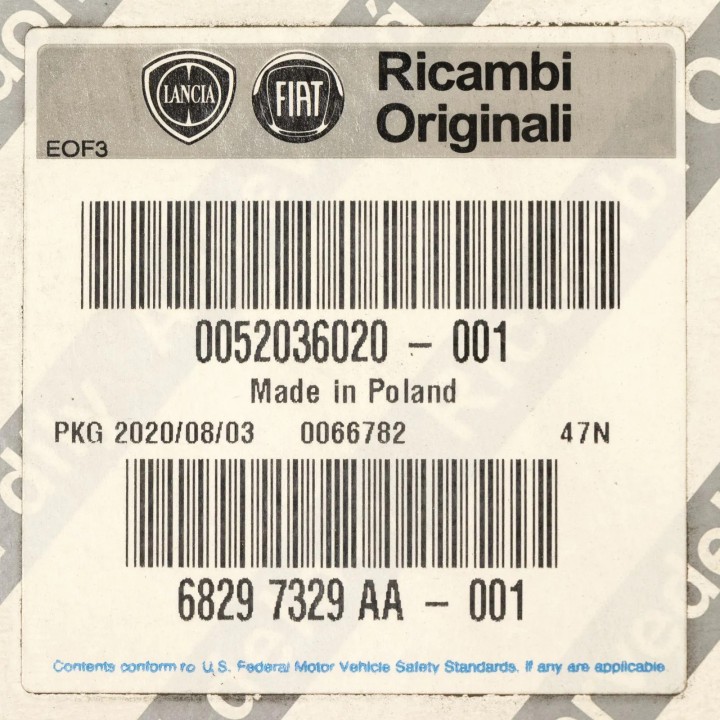 LANCIA FIAT Ricambi
Originali
EOF3
0052036020 - 001
Made in Poland
PKG 2020/08/03 0066782 47N
6829 7329 AA - 001
Contents conform to U.S. Federal Motor Vehicle Safety Standards. If any are applicable